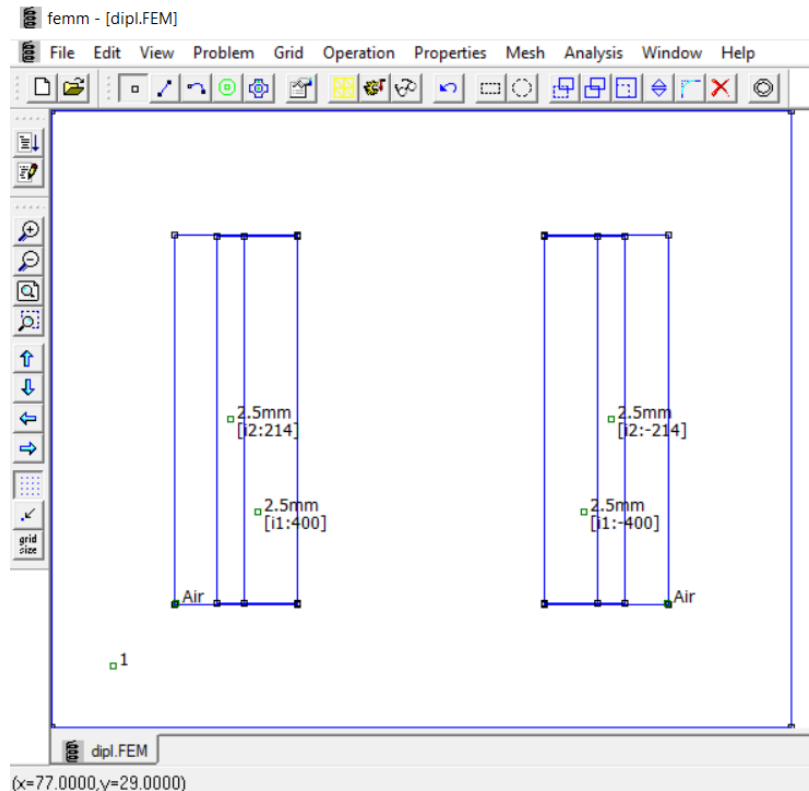 femm - [dipl.FEM]
File Edit View Problem Grid Operation Properties Mesh Analysis Window Help
2.5mm
[i2:214]
2.5mm
[i2:-214]
2.5mm
[i1:400]
2.5mm
[i1:-400]
grid
size
Air
Air
1
dipl.FEM
(x=77.0000,y=29.0000)